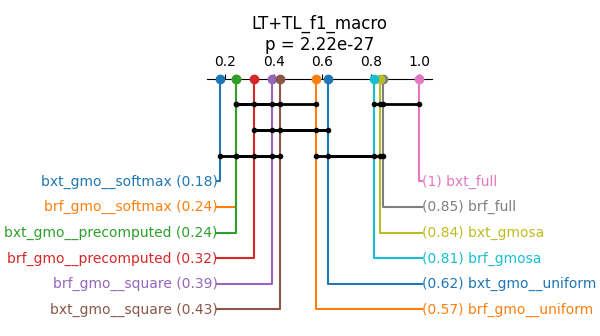 LT+TL_f1_macro
p = 2.22e-27
0.2 0.4 0.6 0.8 1.0
bxt_gmo__softmax (0.18) (1) bxt_full
brf_gmo__softmax (0.24) (0.85) brf_full
bxt_gmo__precomputed (0.24) (0.84) bxt_gmosa
brf_gmo__precomputed (0.32) (0.81) brf_gmosa
brf_gmo__square (0.39) (0.62) bxt_gmo__uniform
bxt_gmo__square (0.43) (0.57) brf_gmo__uniform